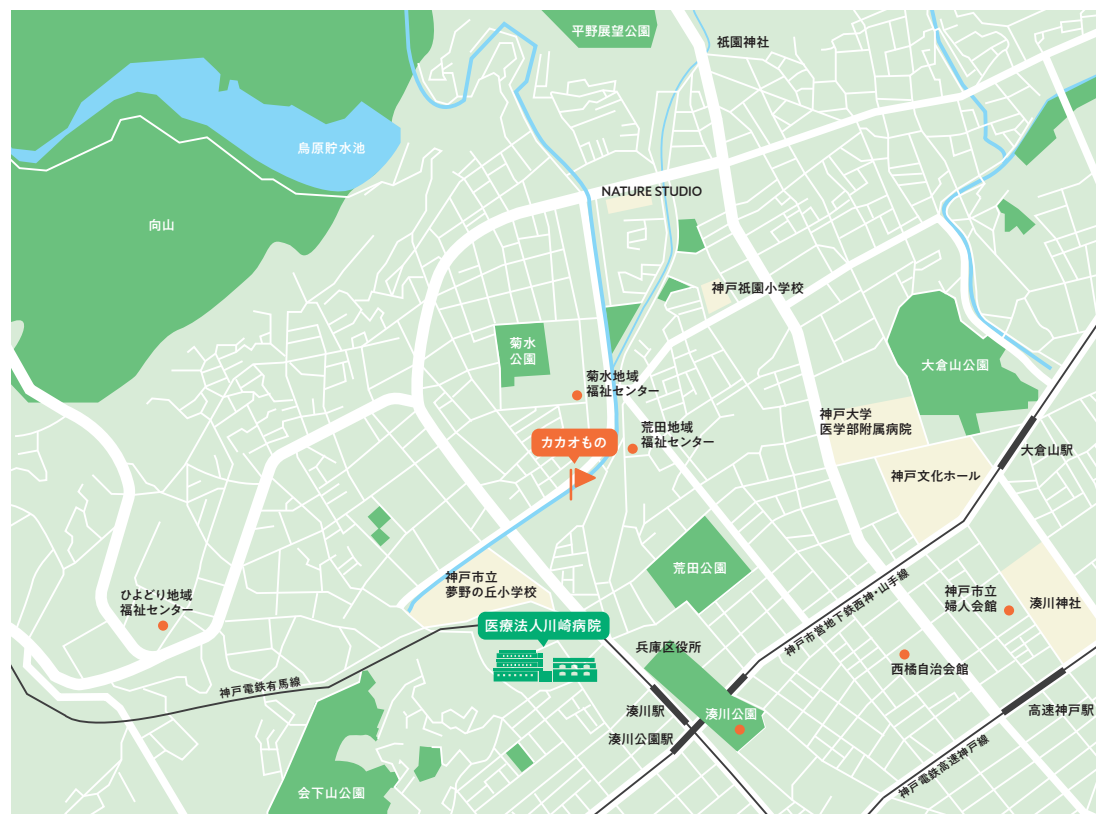 平野展望公園
祇園神社
烏原貯水池
NATURE STUDIO
向山
神戸祇園小学校
菊水
公園
大倉山公園
菊水地域
福祉センター
神戸大学
医学部附属病院
荒田地域
福祉センター
カカオもの
大倉山駅
神戸文化ホール
荒田公園
神戸市立
夢野の丘小学校
神戸市営地下鉄西神・山手線
ひよどり地域
福祉センター
神戸市立
婦人会館
湊川神社
医療法人川崎病院
兵庫区役所
西橘自治会館
神戸電鉄有馬線
湊川駅
湊川公園
高速神戸駅
湊川公園駅
神戸電鉄高速神戸線
会下山公園